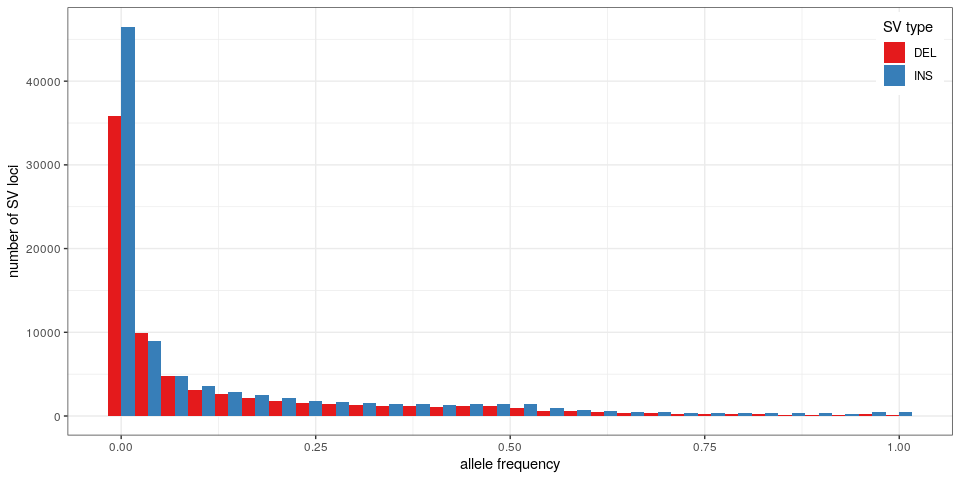 SV type
DEL
INS
number of SV loci
40000
30000
20000
10000
0
0.00 0.25 0.50 0.75 1.00
allele frequency